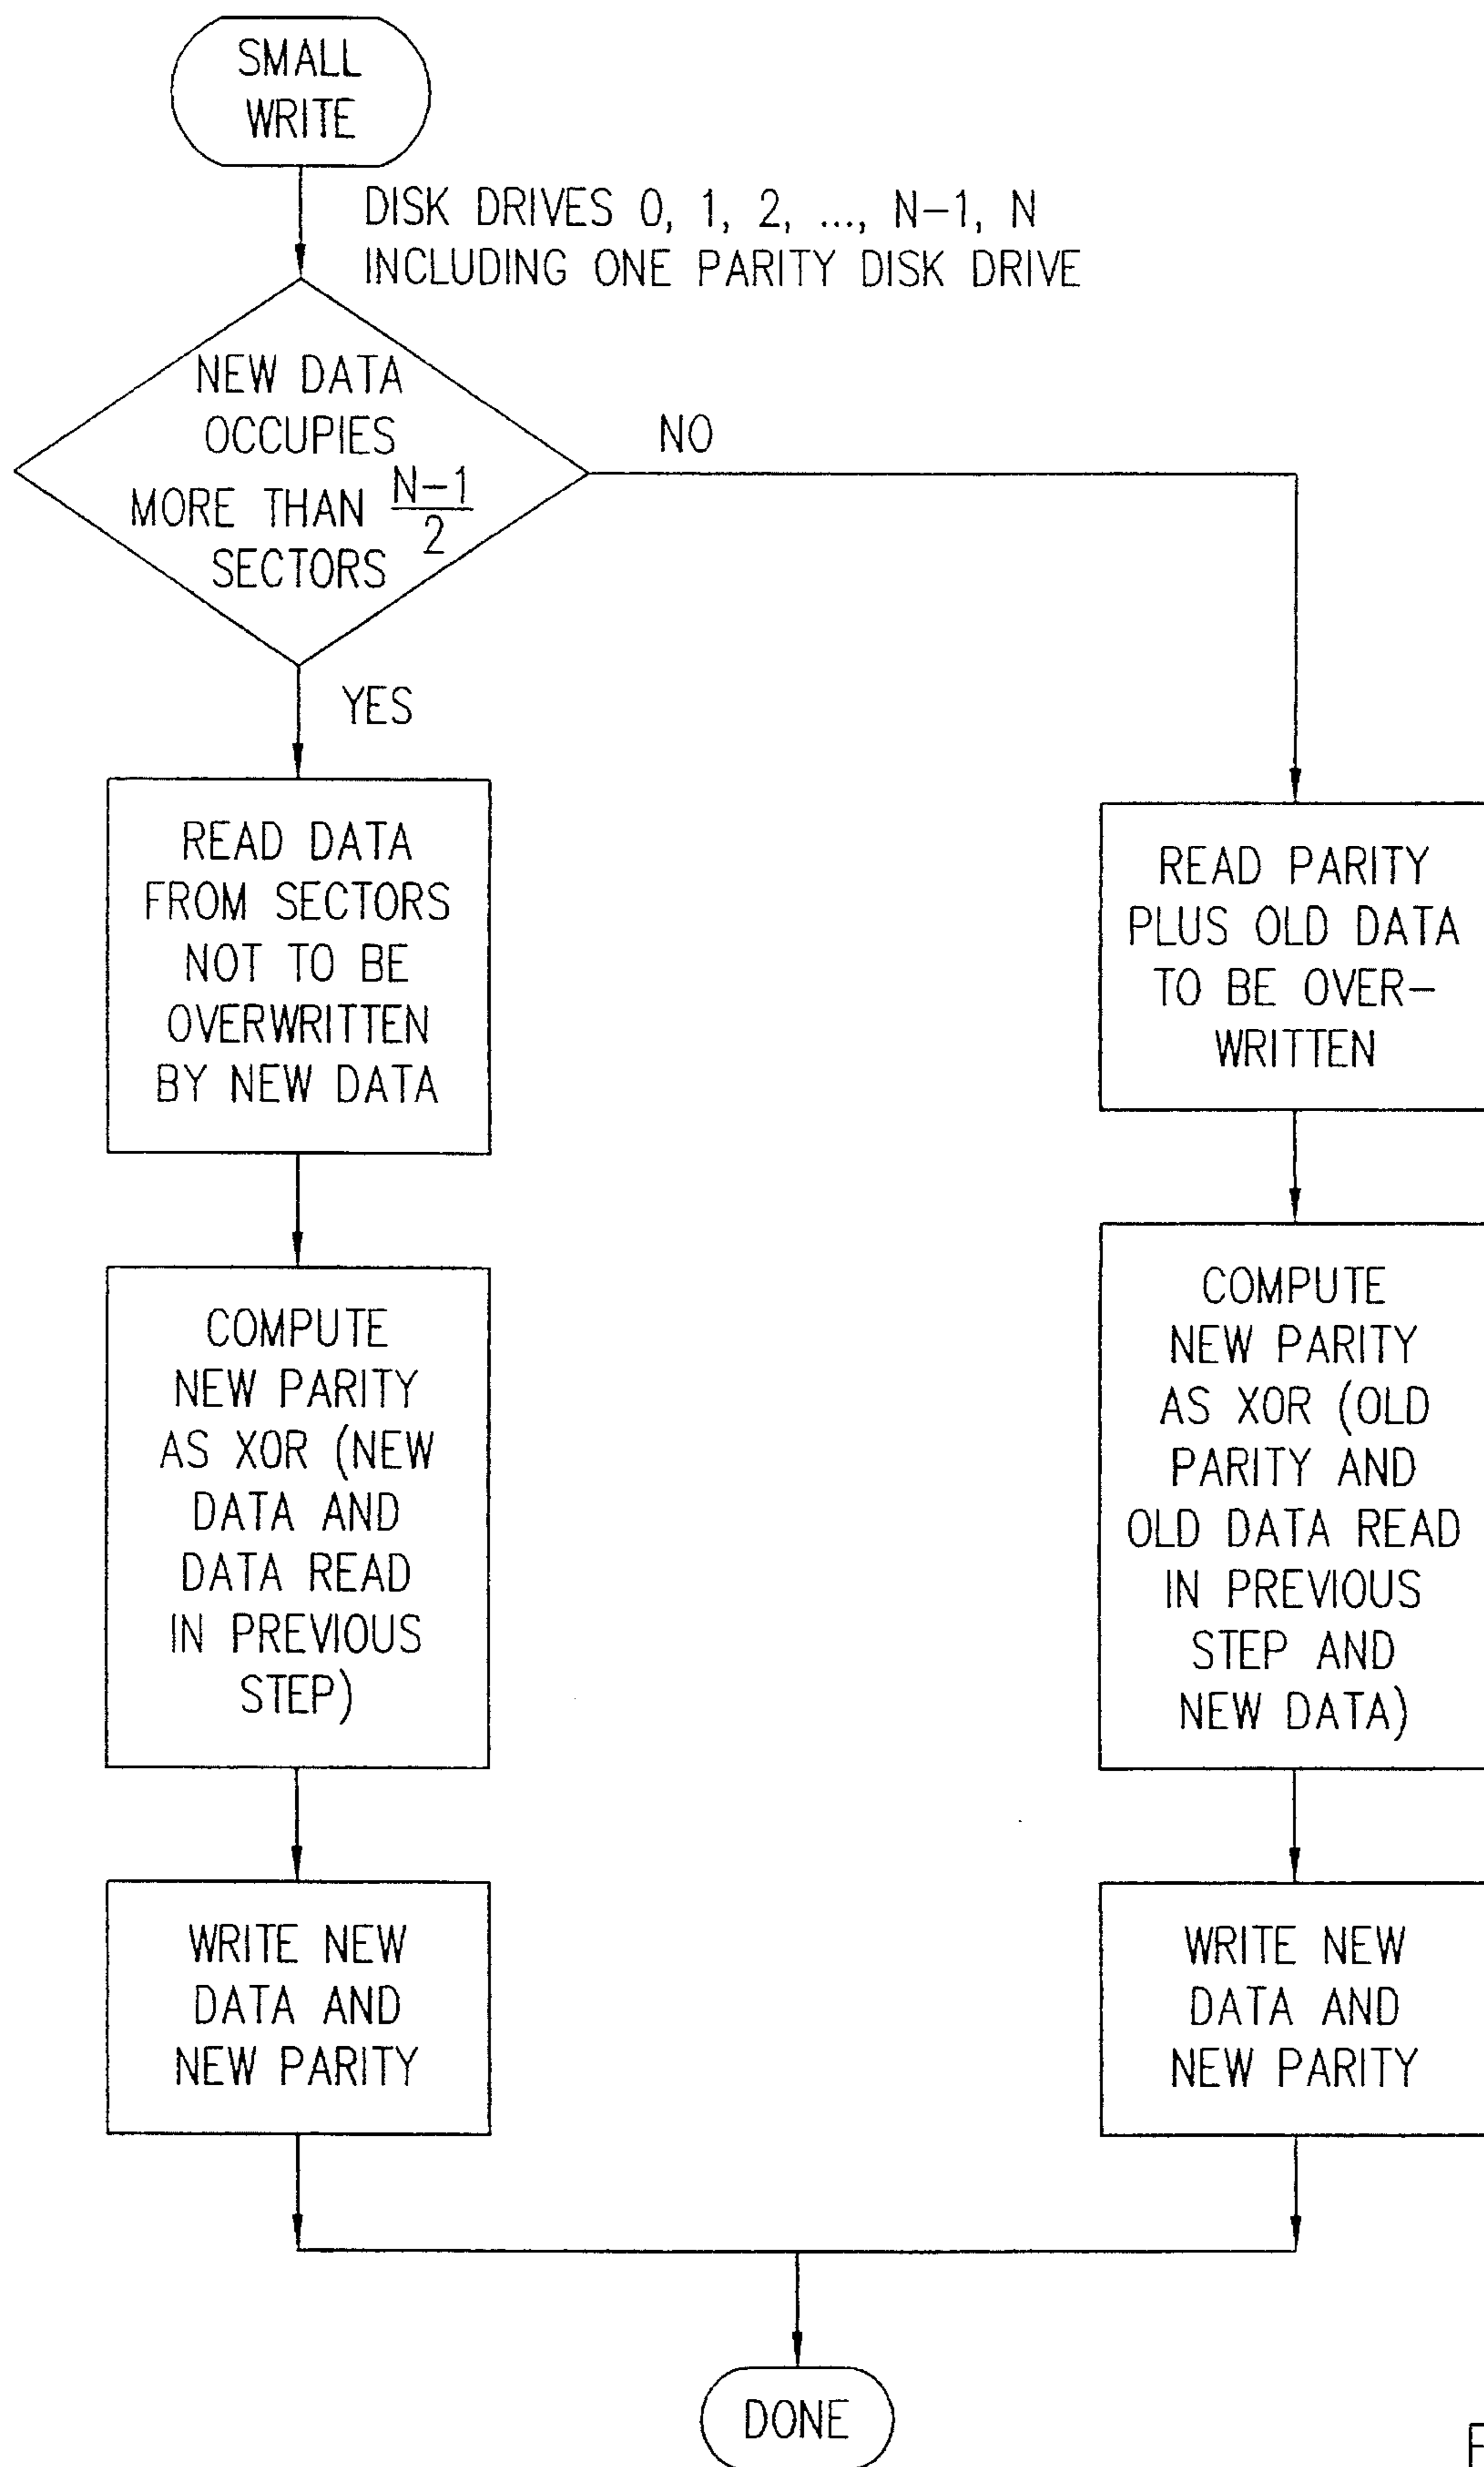 SMALL
WRITE
DISK DRIVES 0, 1, 2, ..., N-1, N
INCLUDING ONE PARITY DISK DRIVE
NEW DATA
OCCUPIES
MORE THAN N-1/2
SECTORS
NO
YES
READ DATA
FROM SECTORS
NOT TO BE
OVERWRITTEN
BY NEW DATA
COMPUTE
NEW PARITY
AS XOR (NEW
DATA AND
DATA READ
IN PREVIOUS
STEP)
WRITE NEW
DATA AND
NEW PARITY
READ PARITY
PLUS OLD DATA
TO BE OVER-
WRITTEN
COMPUTE
NEW PARITY
AS XOR (OLD
PARITY AND
OLD DATA READ
IN PREVIOUS
STEP AND
NEW DATA)
WRITE NEW
DATA AND
NEW PARITY
DONE